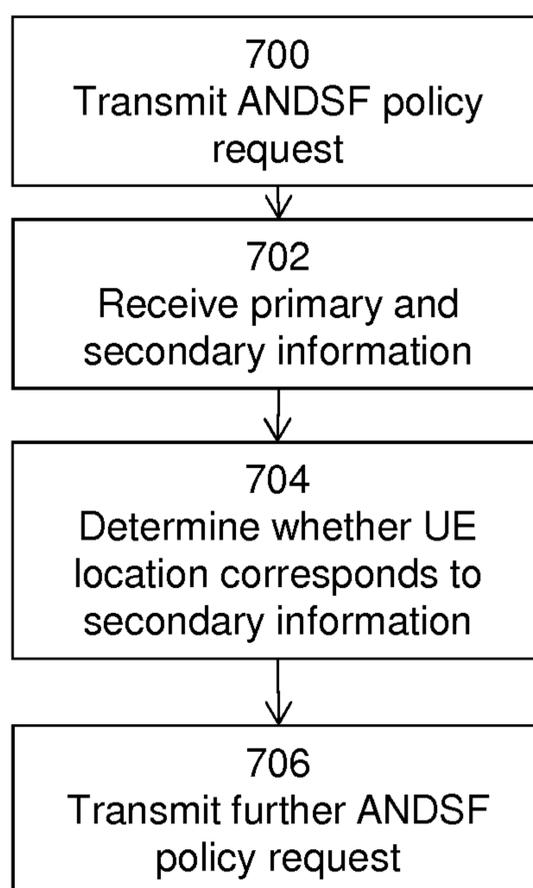 700
Transmit ANDSF policy
request
702
Receive primary and
secondary information
704
Determine whether UE
location corresponds to
secondary information
706
Transmit further ANDSF
policy request